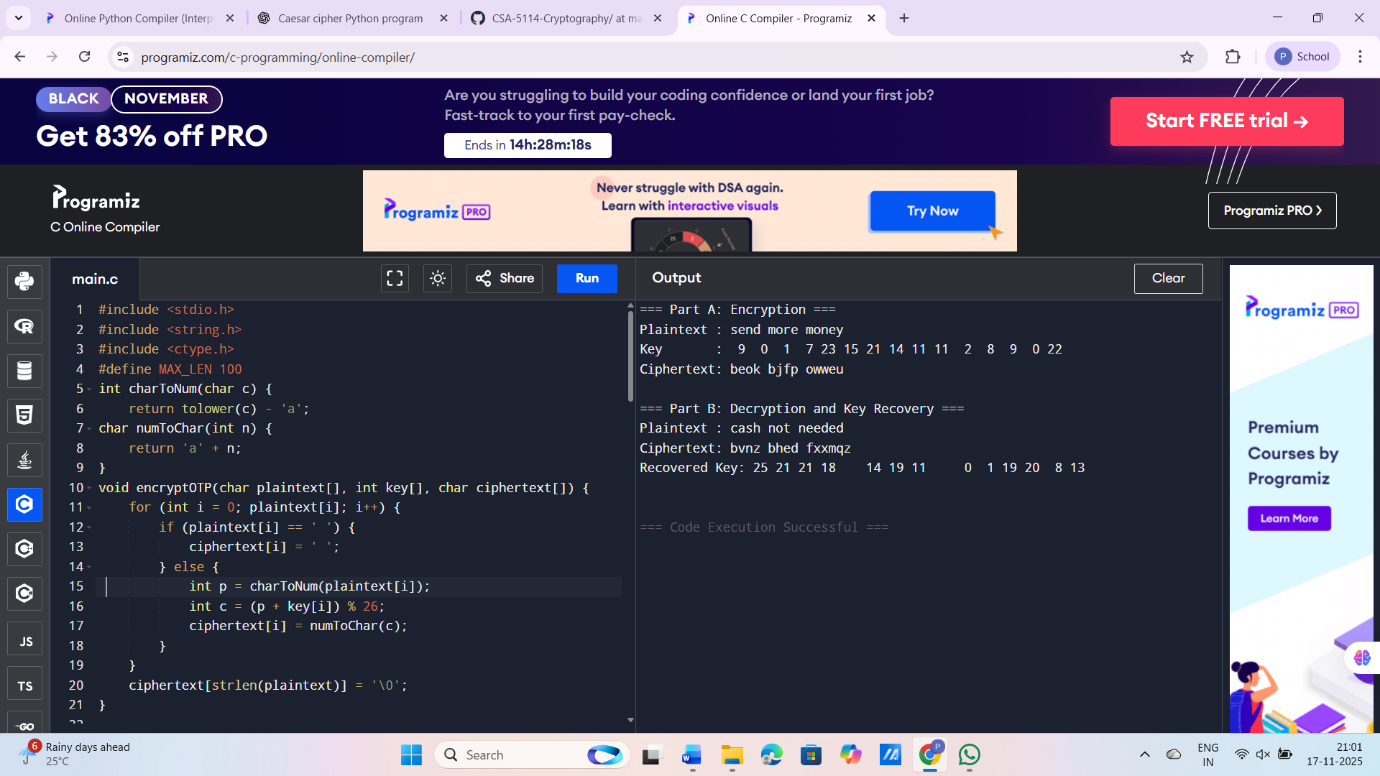 Online Python Compiler (Interp
Caesar cipher Python program
CSA-5114-Cryptography/ at ma
Online C Compiler - Programiz
programiz.com/c-programming/online-compiler/
P School
BLACK NOVEMBER
Get 83% off PRO
Are you struggling to build your coding confidence or land your first job?
Fast-track to your first pay-check.
Ends in 14h:28m:18s
Start FREE trial →
Programiz
C Online Compiler
Programiz PRO
Never struggle with DSA again.
Learn with interactive visuals
Try Now
Programiz PRO >
main.c
Share
Run
Output
Clear
1 #include <stdio.h>
2 #include <string.h>
3 #include <ctype.h>
4 #define MAX_LEN 100
5 int charToNum(char c) {
6 return tolower(c) - 'a';
7 char numToChar(int n) {
8 return 'a' + n;
9 }
10 void encryptOTP(char plaintext[], int key[], char ciphertext[]) {
11 for (int i = 0; plaintext[i]; i++) {
12 if (plaintext[i] == ' ') {
13 ciphertext[i] = ' ';
14 } else {
15 int p = charToNum(plaintext[i]);
16 int c = (p + key[i]) % 26;
17 ciphertext[i] = numToChar(c);
18 }
19 }
20 ciphertext[strlen(plaintext)] = '\0';
21 }
=== Part A: Encryption ===
Plaintext : send more money
Key : 9 0 1 7 23 15 21 14 11 11 2 8 9 0 22
Ciphertext: beok bjfp owweu
=== Part B: Decryption and Key Recovery ===
Plaintext : cash not needed
Ciphertext: bvnz bhed fxxmqz
Recovered Key: 25 21 21 18 14 19 11 0 1 19 20 8 13
=== Code Execution Successful ===
Programiz PRO
Premium
Courses by
Programiz
Learn More
JS
TS
GO
6
Rainy days ahead
25°C
Search
ENG
IN
21:01
17-11-2025